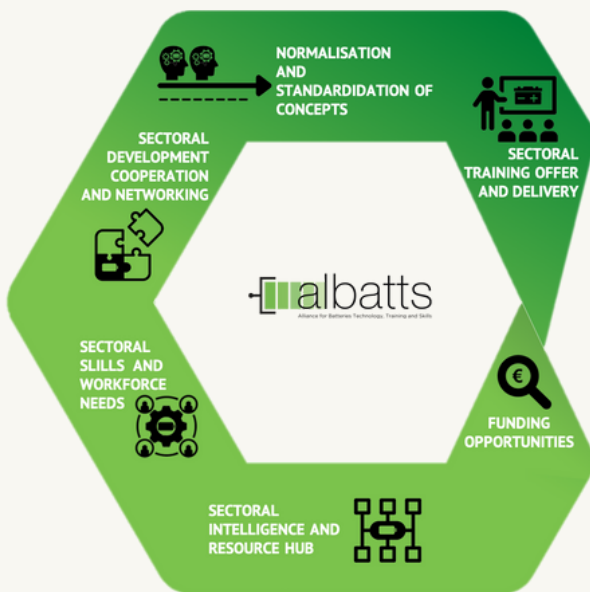 NORMALISATION
AND
STANDARDIDATION OF
CONCEPTS
SECTORAL
TRAINING OFFER
AND DELIVERY
SECTORAL
DEVELOPMENT
COOPERATION
AND NETWORKING
albatts
Alliance for Batteries Technology, Training and Skills
SECTORAL
SLILLS AND
WORKFORCE
NEEDS
€
FUNDING
OPPORTUNITIES
SECTORAL
INTELLIGENCE AND
RESOURCE HUB